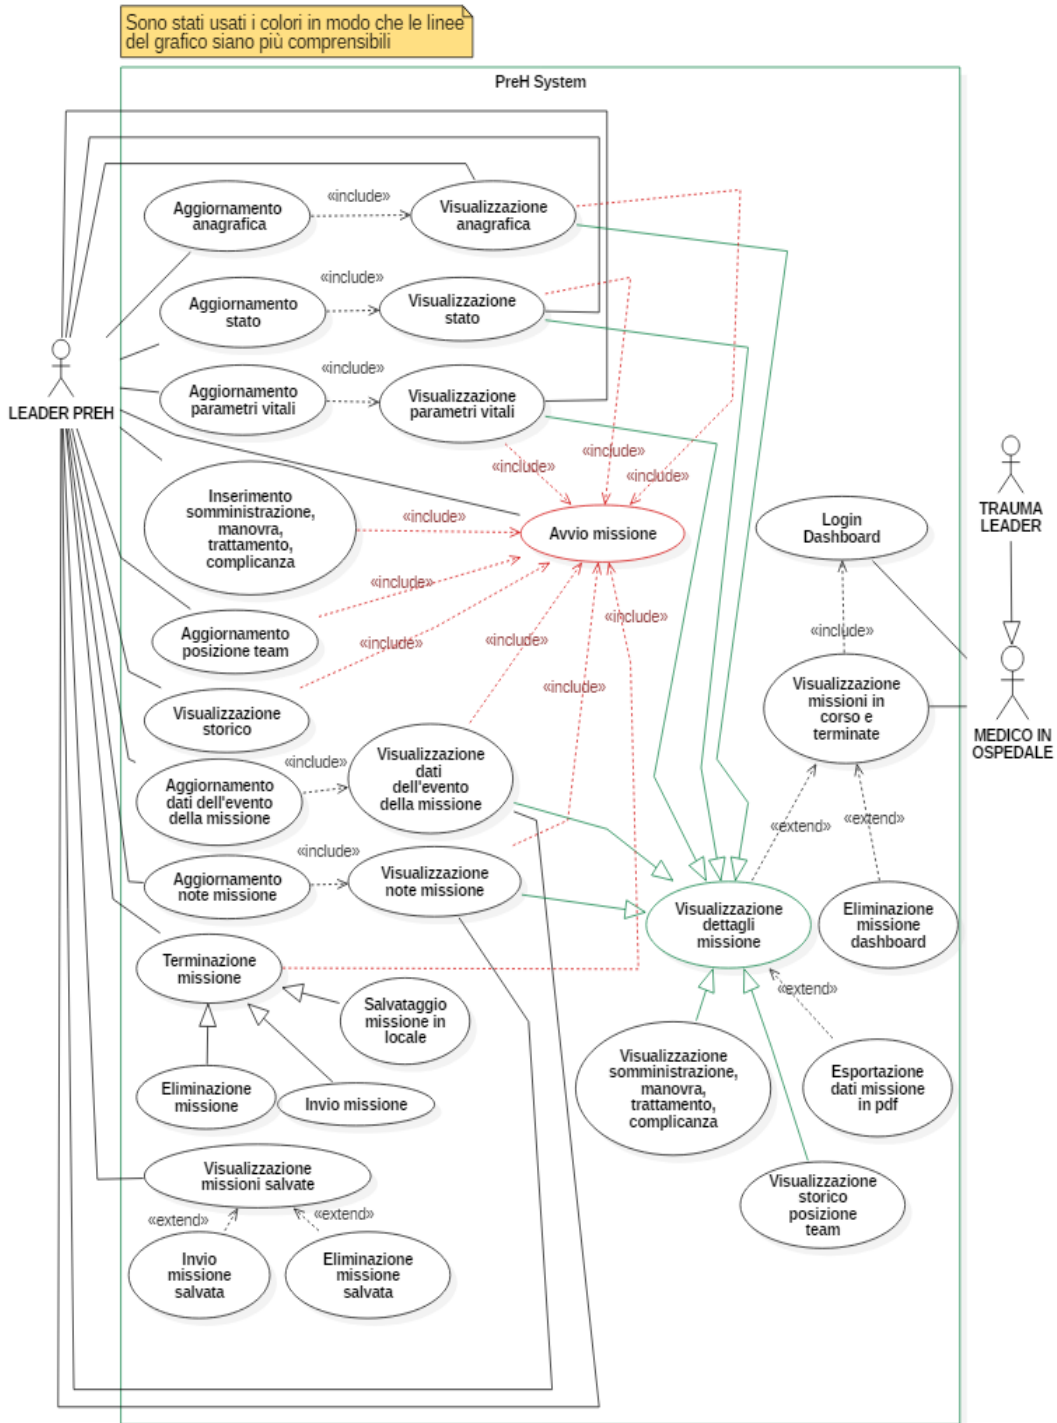 Sono stati usati i colori in modo che le linee
del grafico siano più comprensibili
PreH System
Aggiornamento
anagrafica
«include»
Visualizzazione
anagrafica
Aggiornamento
stato
«include»
Visualizzazione
stato
Aggiornamento
parametri vitali
«include»
Visualizzazione
parametri vitali
LEADER PREH
«include»
«include»
«include»
Inserimento
somministrazione,
manovra,
trattamento,
complicanza
«include»
Avvio missione
Login
Dashboard
TRAUMA
LEADER
Aggiornamento
posizione team
«include»
«include»
«include»
«include»
«include»
«include»
Visualizzazione
storico
Visualizzazione
missioni in
corso e
terminate
MEDICO IN
OSPEDALE
Aggiornamento
dati dell'evento
della missione
«include»
Visualizzazione
dati
dell'evento
della missione
«extend»
«extend»
Aggiornamento
note missione
«include»
Visualizzazione
note missione
Visualizzazione
dettagli
missione
Eliminazione
missione
dashboard
Terminazione
missione
Salvataggio
missione in
locale
«extend»
Eliminazione
missione
Invio missione
Visualizzazione
somministrazione,
manovra,
trattamento,
complicanza
Esportazione
dati missione
in pdf
Visualizzazione
missioni salvate
Visualizzazione
storico
posizione
team
«extend»
«extend»
Invio
missione
salvata
Eliminazione
missione
salvata